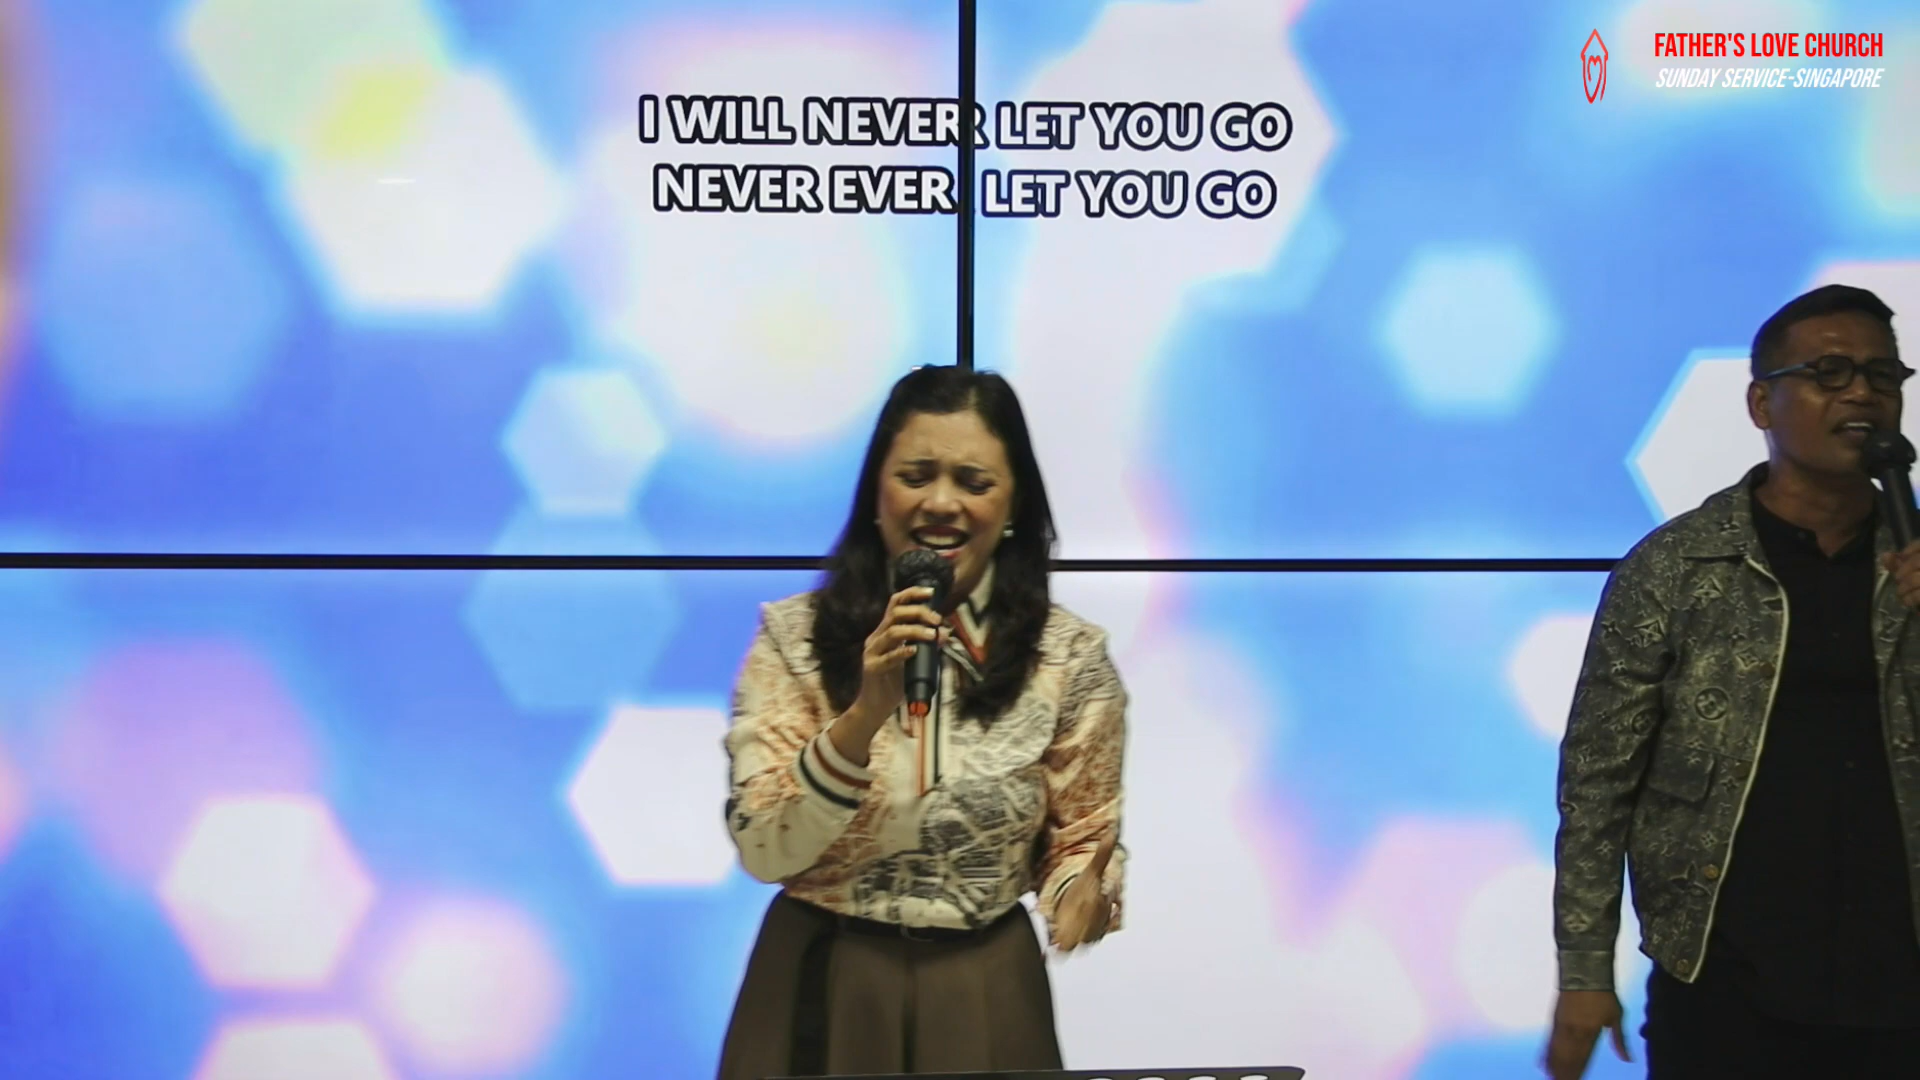 FATHER'S LOVE CHURCH
SUNDAY SERVICE-SINGAPORE
I WILL NEVER LET YOU GO
NEVER EVER LET YOU GO